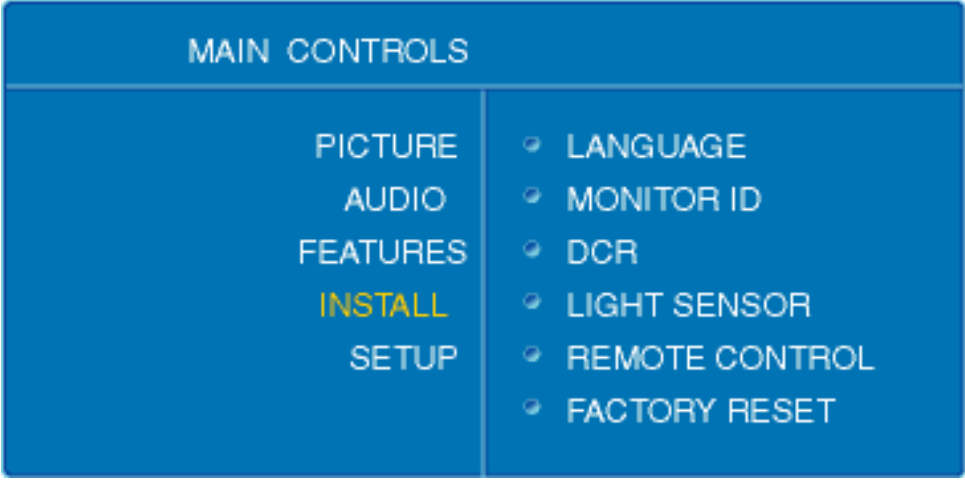 MAIN CONTROLS
PICTURE
AUDIO
FEATURES
INSTALL
SETUP
LANGUAGE
MONITOR ID
DCR
LIGHT SENSOR
REMOTE CONTROL
FACTORY RESET